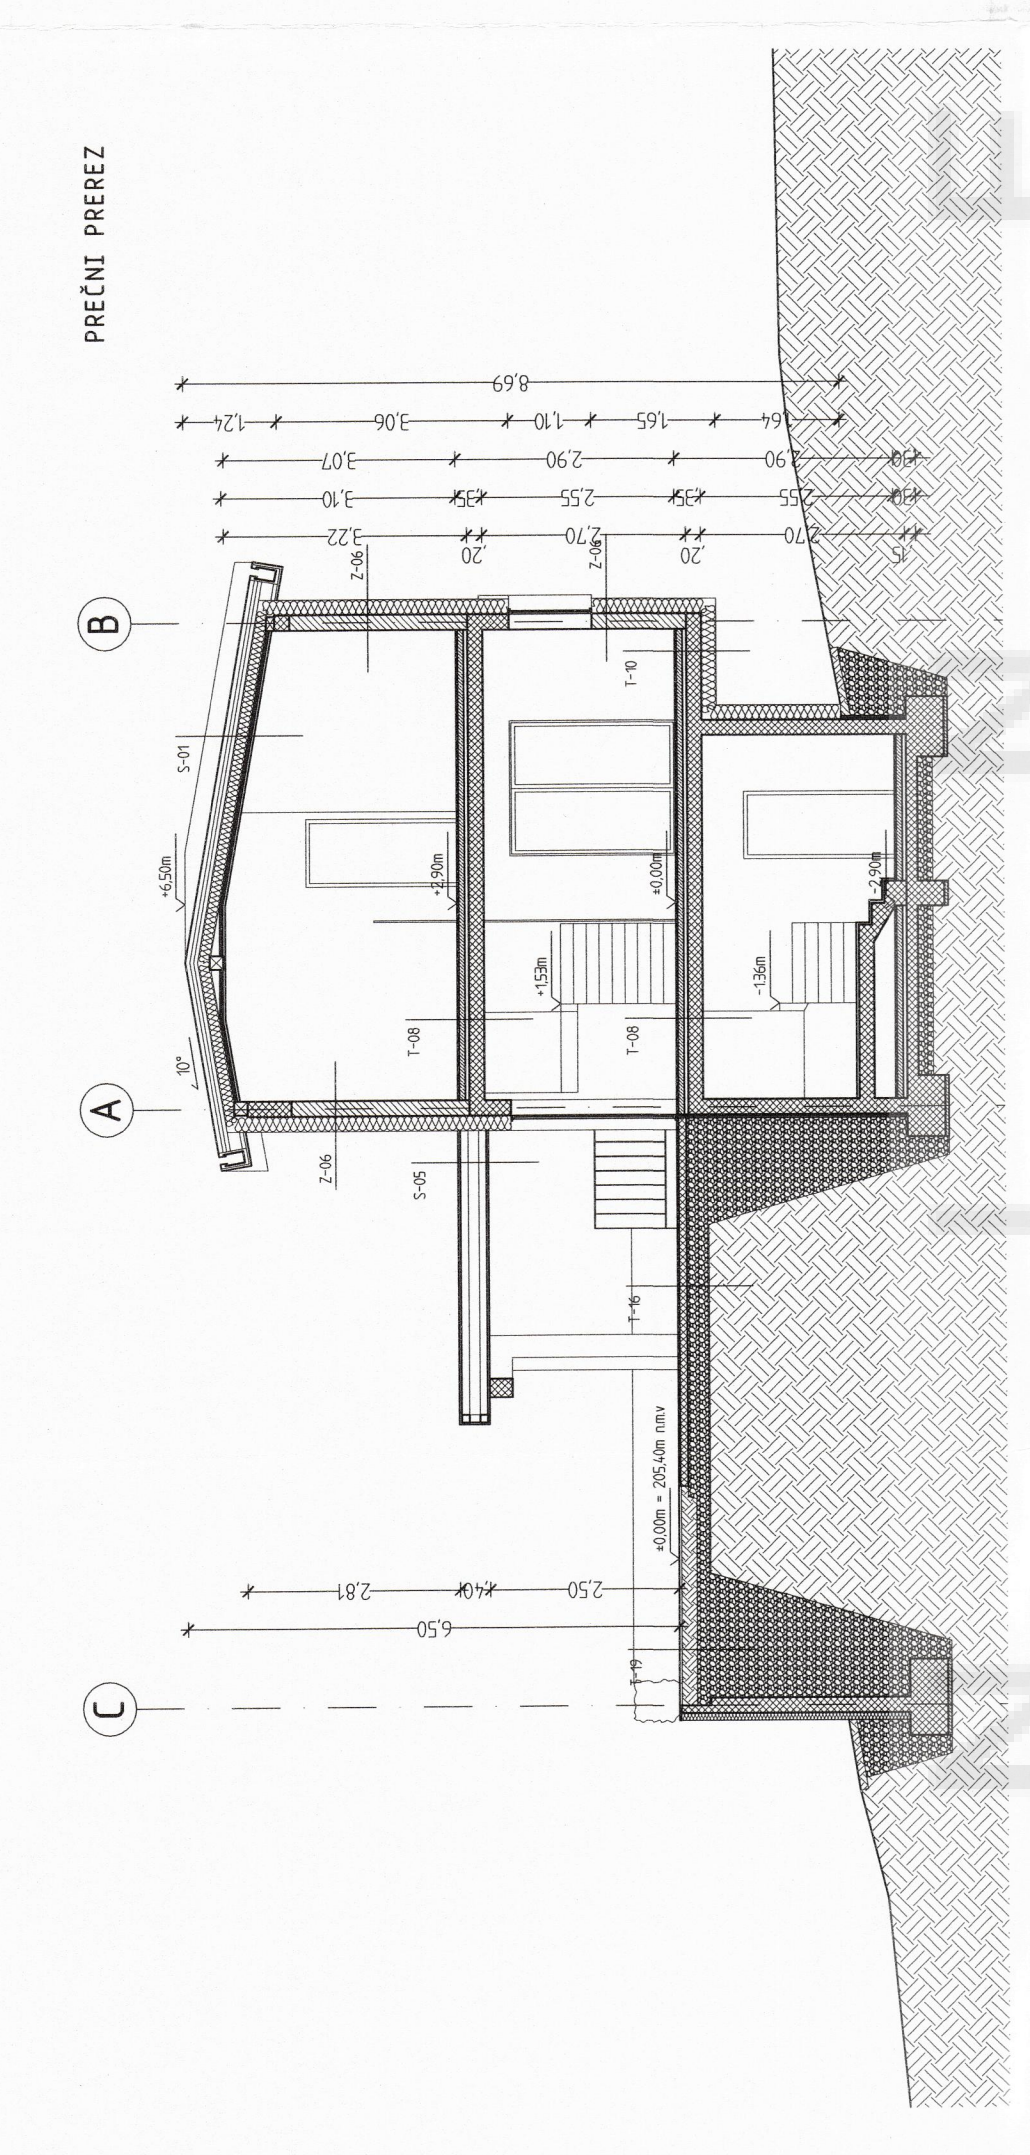 PREČNI PREREZ
8,69
1,24
3,06
1,10
1,65
,64
3,07
2,90
2,90
,30
3,10
,35
2,55
,35
2,55
,30
3,22
,20
2,70
,20
2,70
,15
B
Z-06
Z-06
T-10
S-01
+6,50m
+2,90m
±0,00m
-2,90m
+1,53m
-1,36m
T-08
T-08
10°
A
Z-06
S-05
T-16
±0,00m = 205,40m n.m.v
2,81
,40
2,50
6,50
T-19
C